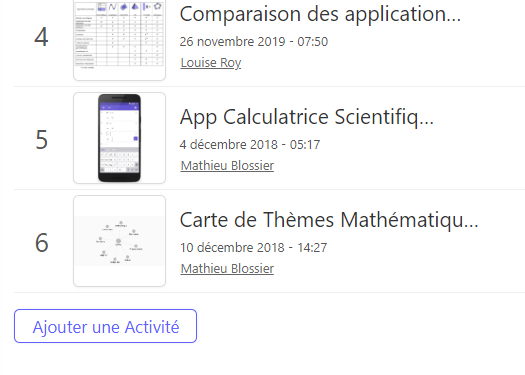 4
Comparaison des application...
26 novembre 2019 - 07:50
Louise Roy
5
App Calculatrice Scientifiq...
4 décembre 2018 - 05:17
Mathieu Blossier
6
Carte de Thèmes Mathématiqu...
10 décembre 2018 - 14:27
Mathieu Blossier
Ajouter une Activité